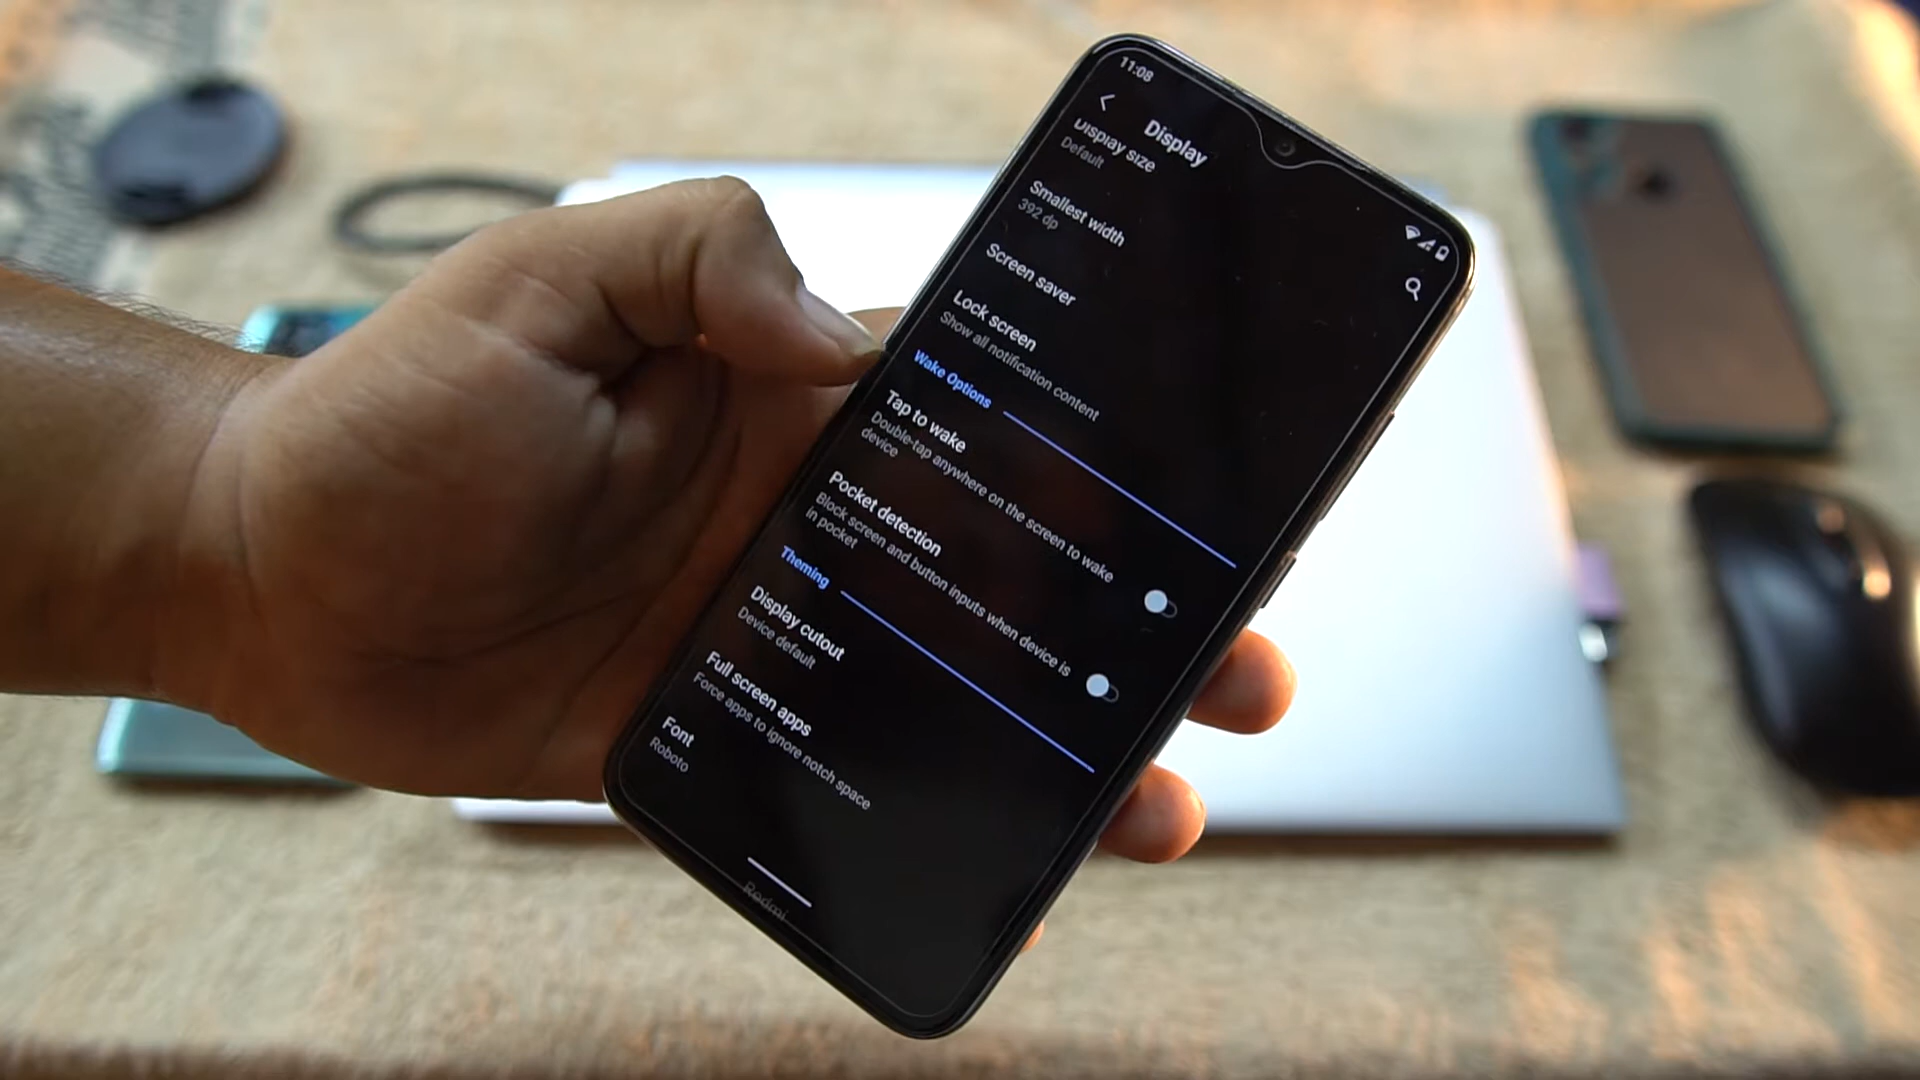 11:08
Display
Display size
Default
Smallest width
392 dp
Screen saver
Lock screen
Show all notification content
Wake Options
Tap to wake
Double-tap anywhere on the screen to wake
device
Pocket detection
Block screen and button inputs when device is
in pocket
Theming
Display cutout
Device default
Full screen apps
Force apps to ignore notch space
Font
Roboto
Redmi